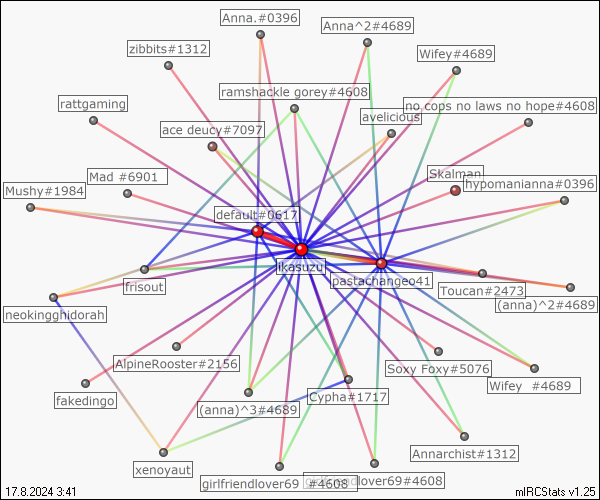 Anna.#0396
Anna^2#4689
zibbits#1312
Wifey#4689
rattgaming
ramshackle gorey#4608
no cops no laws no hope#4608
avelicious
ace deucy#7097
Mad #6901
Skalman
hypomanianna#0396
Mushy#1984
default#0617
ikasuzu
pastachangeo41
frisout
Toucan#2473
(anna)^2#4689
neokingghidorah
AlpineRooster#2156
Soxy Foxy#5076
Wifey #4689
fakedingo
(anna)^3#4689
Cypha#1717
Annarchist#1312
xenoyaut
girlfriendlover69 #4608
girlfriendlover69#4608
17.8.2024 3:41
mIRCStats v1.25